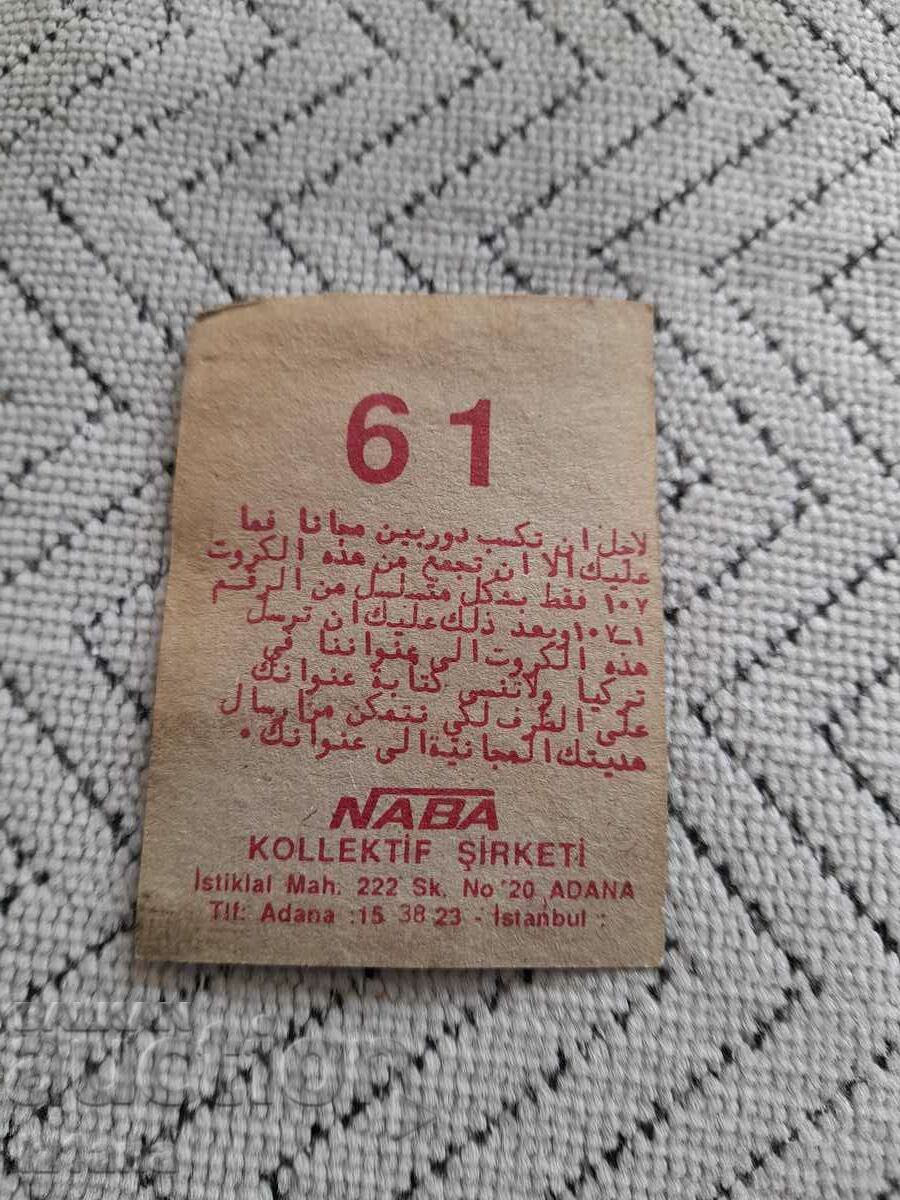 61
لاجل ان تكسب دوربين مجانا فما
عليك الا ان تجمع من هذه الكروت
١٠٧ فقط بشكل متسلسل من الرقم
١-١٠٧ وبعد ذلك عليك ان ترسل
هذه الكروت الى عنواننا في
تركيا ولاتنسى كتابة عنوانك
على الظرف لكي نتمكن من ارسال
هديتك المجانية الى عنوانك.
NABA
KOLLEKTİF ŞİRKETİ
İstiklal Mah. 222 Sk. No 20 ADANA
Tlf: Adana : 15 38 23 - İstanbul :
BALKAN
auction